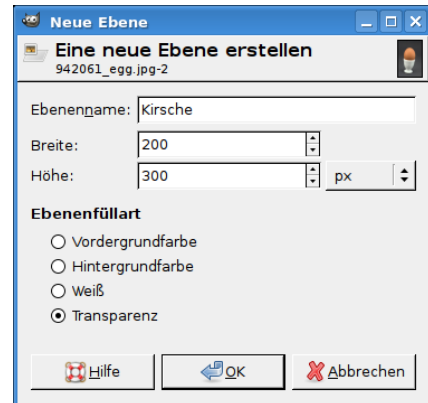 Neue Ebene
Eine neue Ebene erstellen
942061_egg.jpg-2
Ebenenname: Kirsche
Breite: 200
Höhe: 300 px
Ebenenfüllart
Vordergrundfarbe
Hintergrundfarbe
Weiß
Transparenz
Hilfe OK Abbrechen